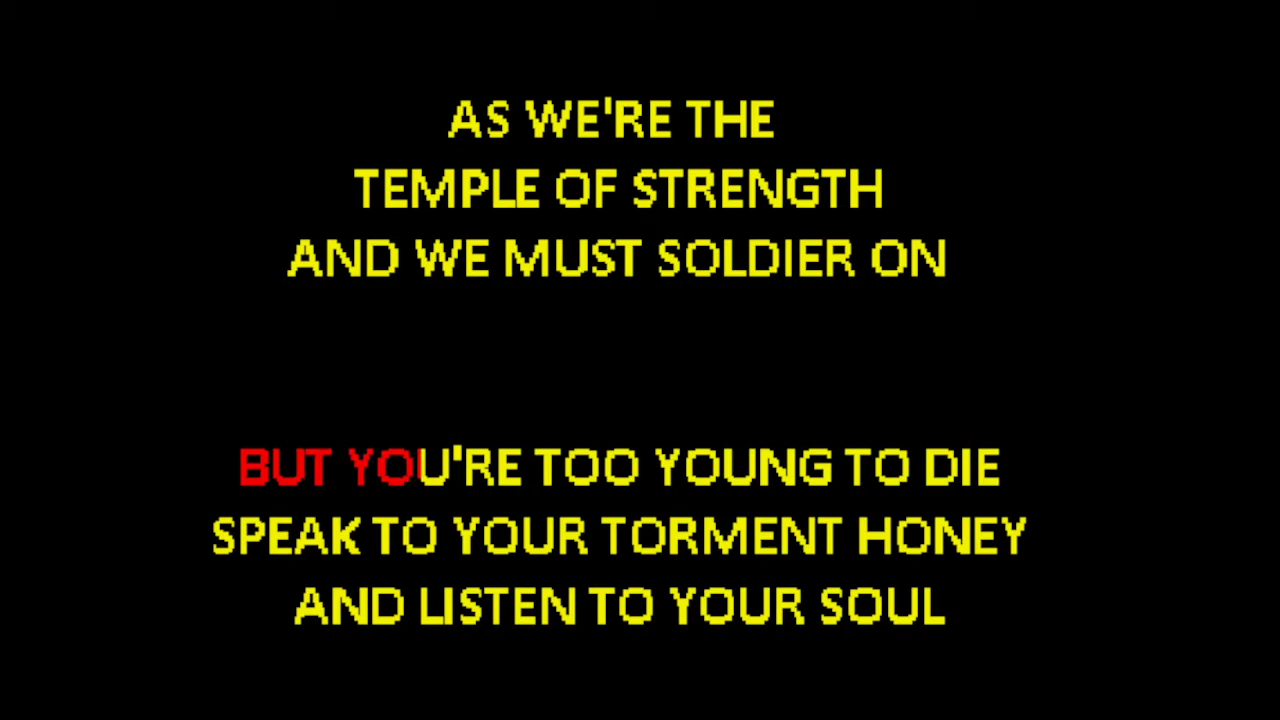 AS WE'RE THE
TEMPLE OF STRENGTH
AND WE MUST SOLDIER ON
BUT YOU'RE TOO YOUNG TO DIE
SPEAK TO YOUR TORMENT HONEY
AND LISTEN TO YOUR SOUL